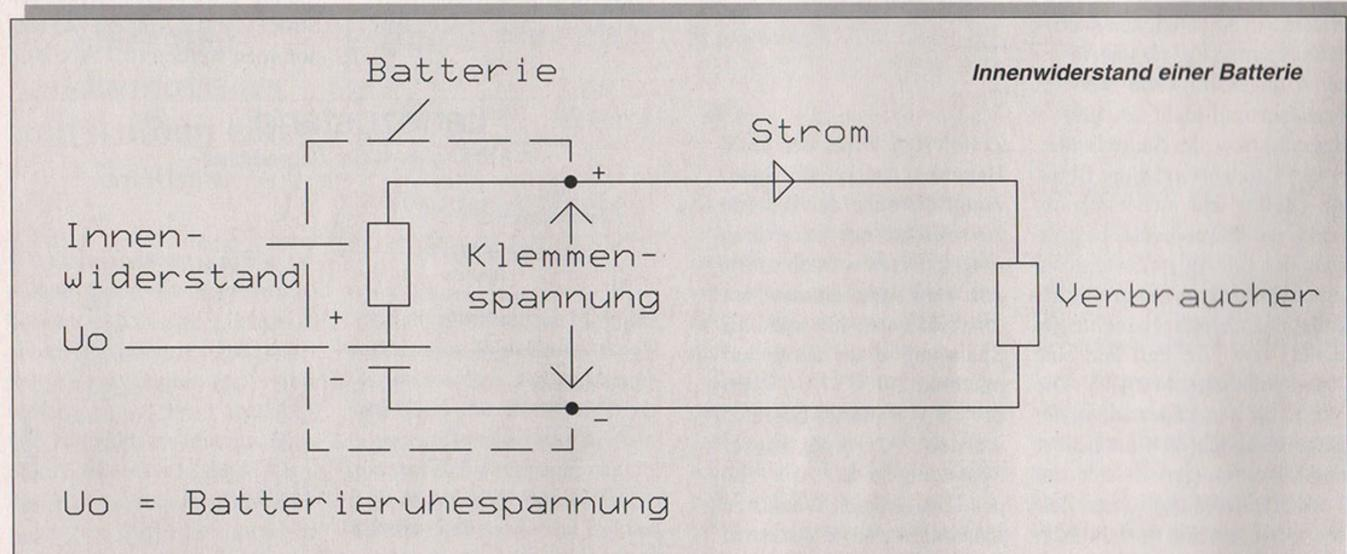 Innenwiderstand einer Batterie
Batterie
Strom
+
Innen-
widerstand
Klemmen-
spannung
+
Verbraucher
Uo
-
Uo = Batterieruhespannung